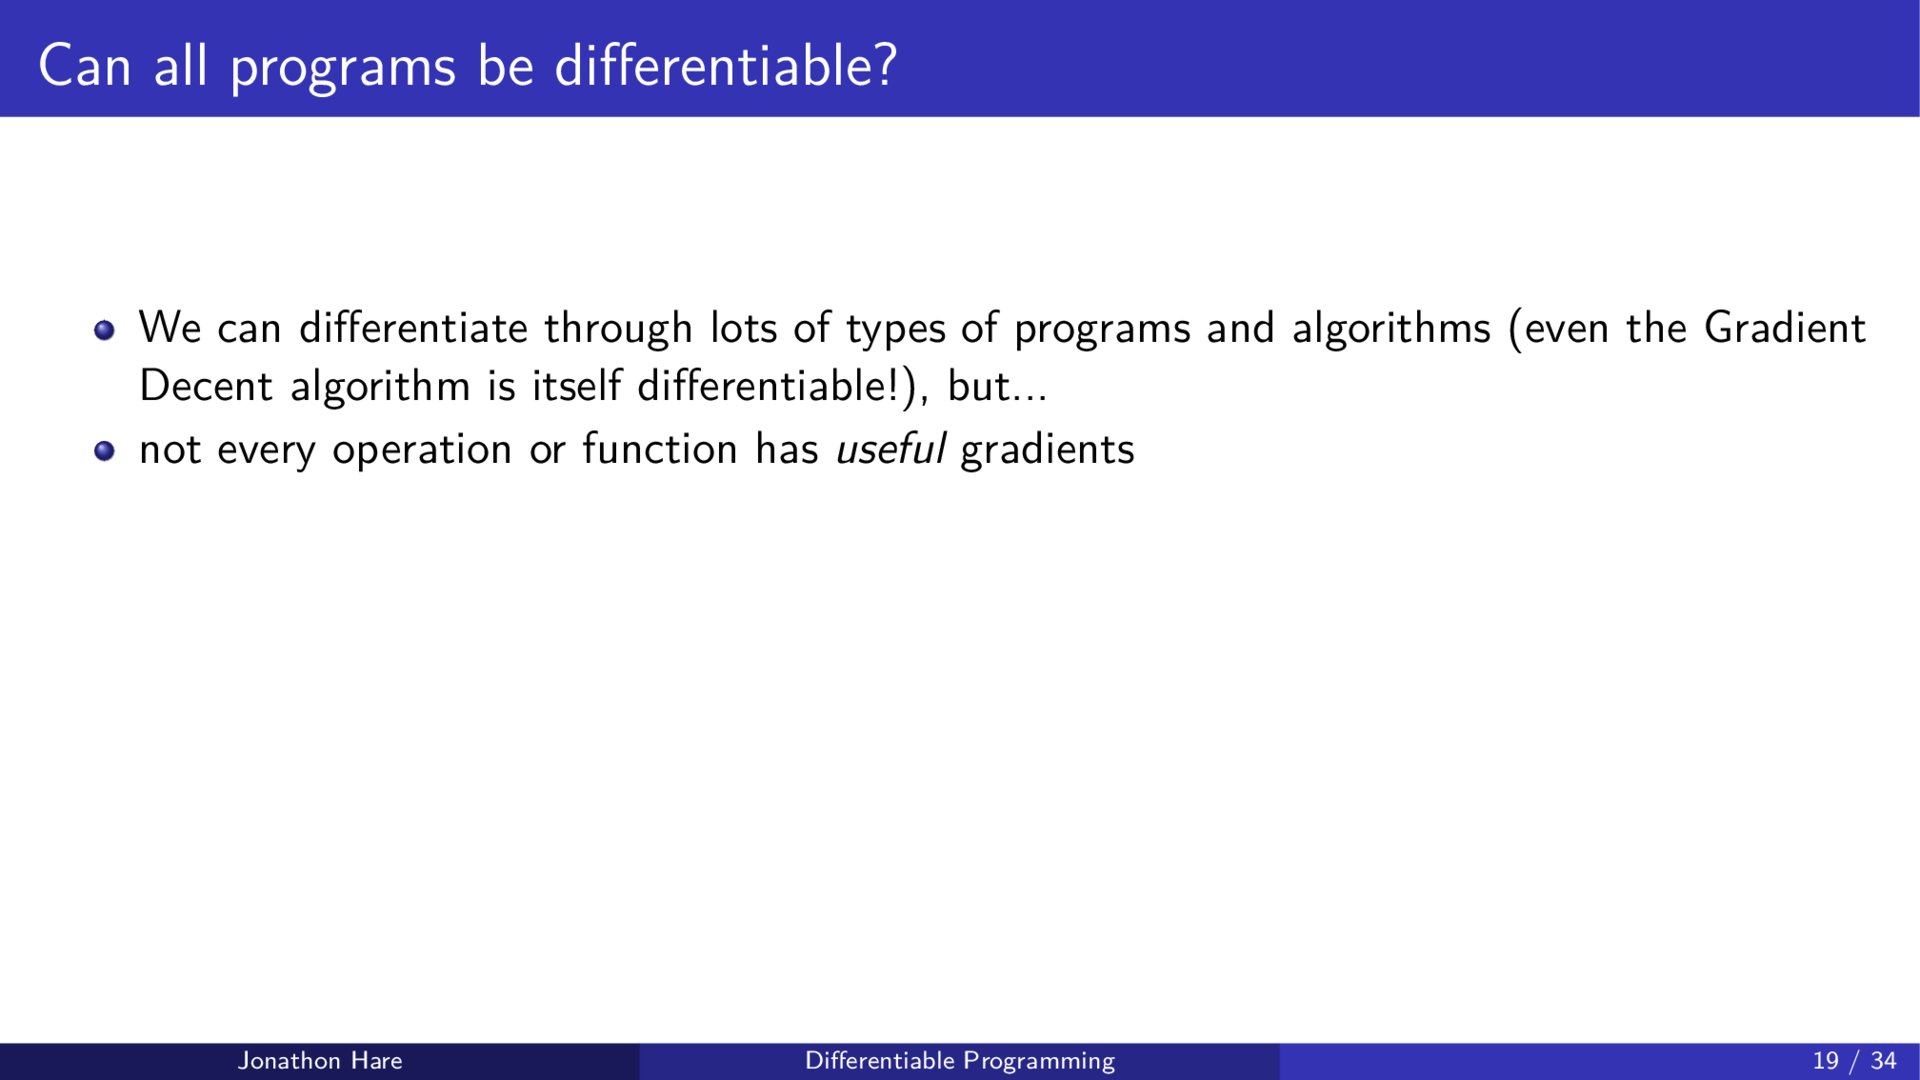 Can all programs be differentiable?
We can differentiate through lots of types of programs and algorithms (even the Gradient
Decent algorithm is itself differentiable!), but...
not every operation or function has useful gradients
Jonathon Hare
Differentiable Programming
19 / 34